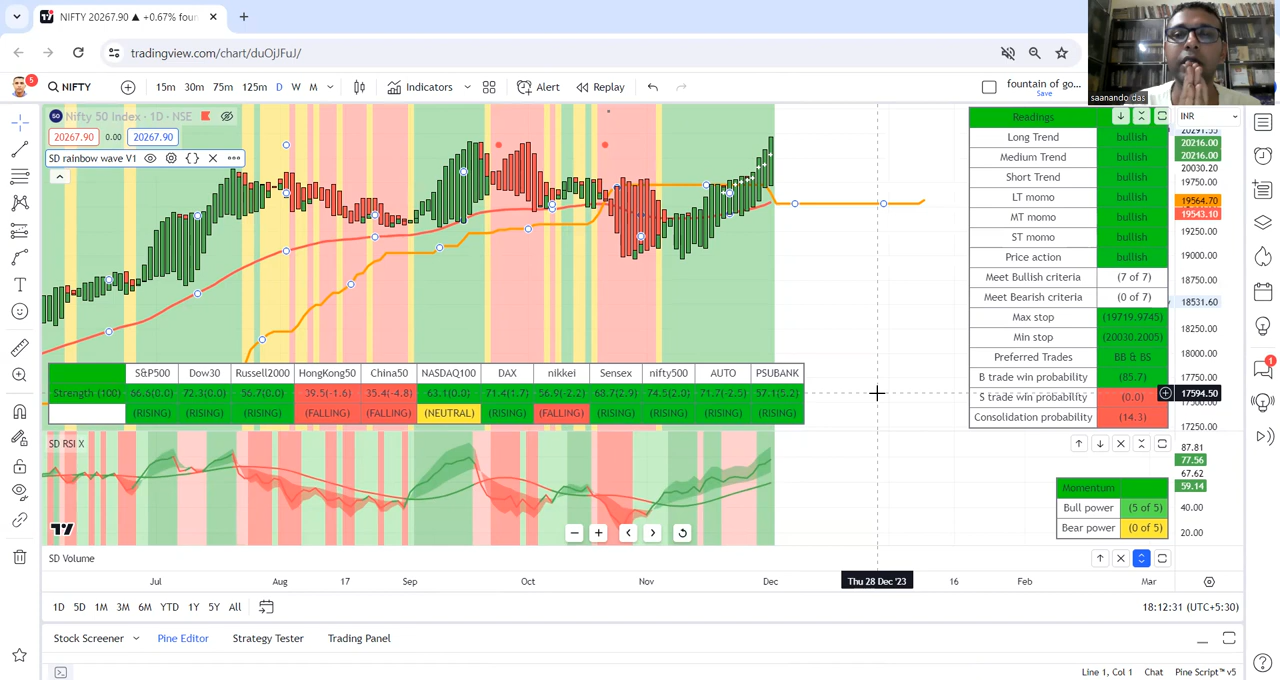 NIFTY 20267.90 ▲ +0.67% foun
tradingview.com/chart/duOjJFuJ/
saanando das
5
NIFTY 15m 30m 75m 125m D W M Indicators Alert Replay fountain of go... Save
Nifty 50 Index · 1D · NSE
20267.90 0.00 20267.90
SD rainbow wave V1
INR
Readings
Long Trend bullish
Medium Trend bullish
Short Trend bullish
LT momo bullish
MT momo bullish
ST momo bullish
Price action bullish
Meet Bullish criteria (7 of 7)
Meet Bearish criteria (0 of 7)
Max stop (19719.9745)
Min stop (20030.2005)
Preferred Trades BB & BS
B trade win probability (85.7)
S trade win probability (0.0)
Consolidation probability (14.3)
20291.55
20216.00
20216.00
20030.20
19750.00
19564.70
19543.10
19250.00
19000.00
18750.00
18531.60
18250.00
18000.00
17750.00
17594.50
17250.00
S&P500 Dow30 Russell2000 HongKong50 China50 NASDAQ100 DAX nikkei Sensex nifty500 AUTO PSUBANK
Strength (100) 66.6(0.0) 72.3(0.0) 56.7(0.0) 39.5(-1.6) 35.4(-4.8) 63.1(0.0) 71.4(1.7) 56.9(-2.2) 68.7(2.9) 74.5(2.0) 71.7(-2.5) 57.1(5.2)
(RISING) (RISING) (RISING) (FALLING) (FALLING) (NEUTRAL) (RISING) (FALLING) (RISING) (RISING) (RISING) (RISING)
SD RSI X
87.81
77.56
67.62
59.14
40.00
20.00
Momentum
Bull power (5 of 5)
Bear power (0 of 5)
SD Volume
Jul Aug 17 Sep Oct Nov Dec Thu 28 Dec '23 16 Feb Mar
1D 5D 1M 3M 6M YTD 1Y 5Y All 18:12:31 (UTC+5:30)
Stock Screener Pine Editor Strategy Tester Trading Panel
Line 1, Col 1 Chat Pine Script™ v5
1